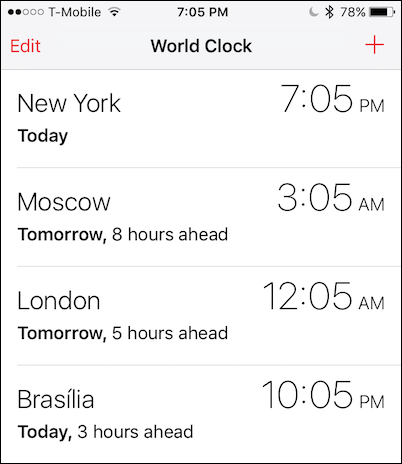 T-Mobile 7:05 PM 78%
Edit World Clock +
New York 7:05 PM
Today
Moscow 3:05 AM
Tomorrow, 8 hours ahead
London 12:05 AM
Tomorrow, 5 hours ahead
Brasília 10:05 PM
Today, 3 hours ahead